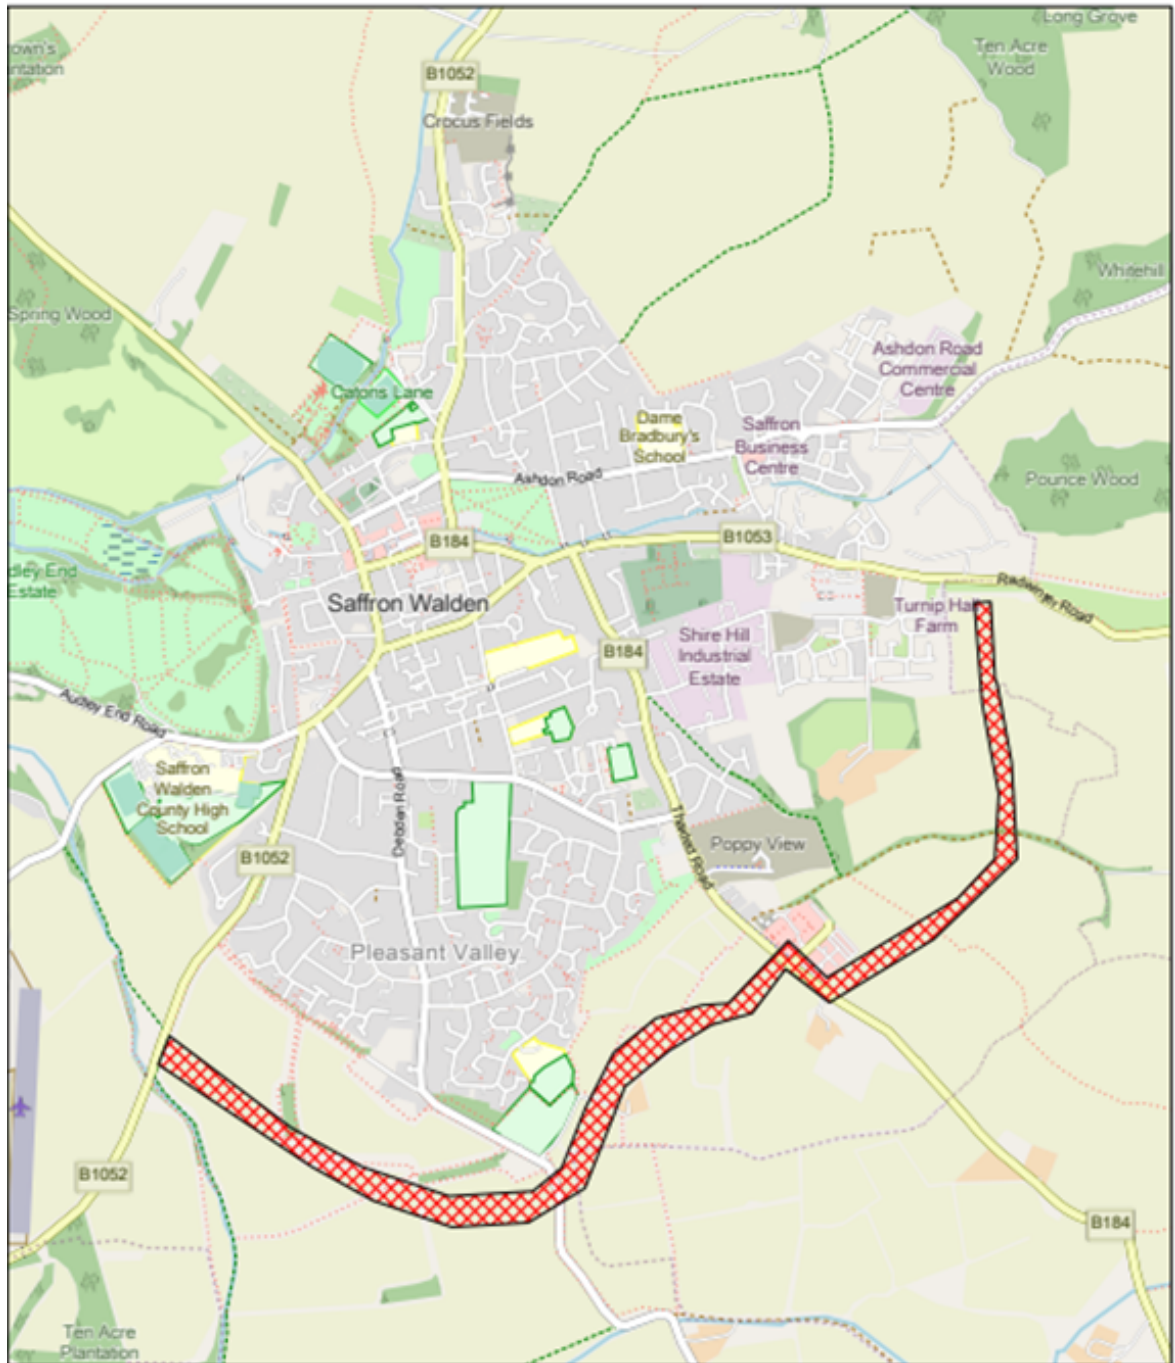 Long Grove
Ten Acre
Wood
own's
ntation
B1052
Crocus Fields
Whitehill
Spring Wood
Ashdon Road
Commercial
Centre
Catons Lane
Dame
Bradbury's
School
Saffron
Business
Centre
Ashdon Road
Pounce Wood
B184
B1053
dley End
Estate
Radwinter Road
Saffron Walden
Turnip Hall
Farm
Shire Hill
Industrial
Estate
B184
Audley End Road
Saffron
Walden
County High
School
Debden Road
Thaxted Road
Poppy View
B1052
Pleasant Valley
B1052
B184
Ten Acre
Plantation